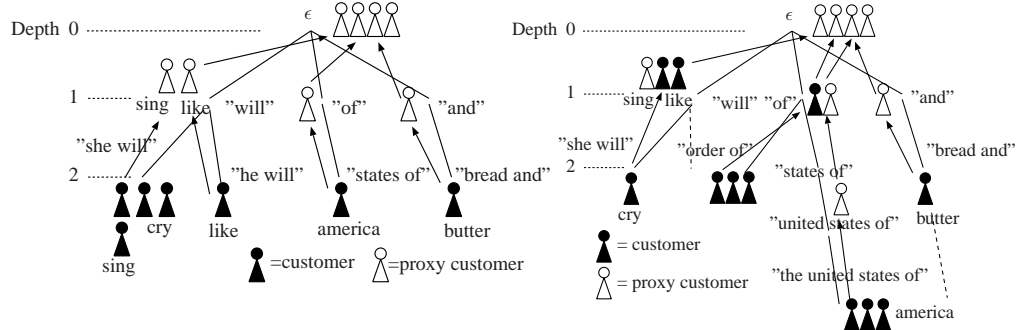 Depth 0
ϵ
1
sing like ”will” ”of” ”and”
”she will”
2
”he will” ”states of” ”bread and”
cry
like
america
butter
sing
=customer =proxy customer
Depth 0
ϵ
1
sing like ”will” ”of” ”and”
”she will”
”order of”
”bread and”
2
”states of”
cry
”united states of”
butter
= customer
”the united states of”
= proxy customer
america